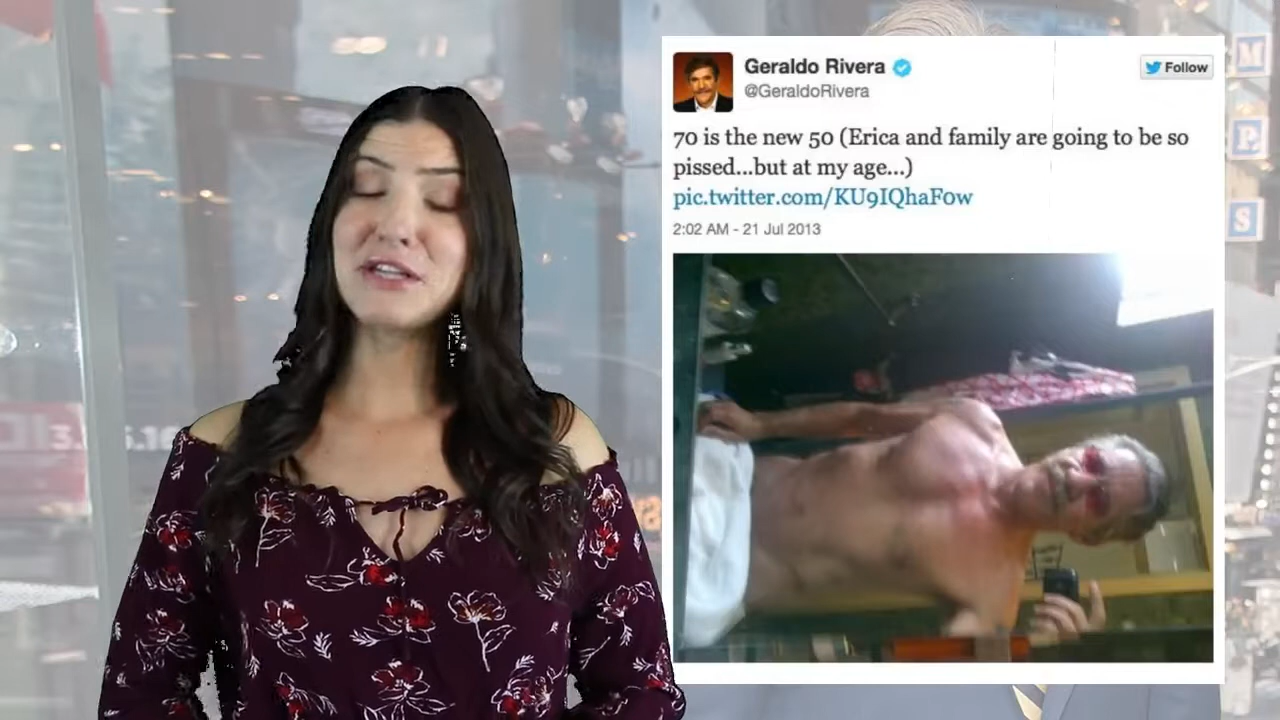 Geraldo Rivera
Follow
@GeraldoRivera
70 is the new 50 (Erica and family are going to be so
pissed...but at my age...)
pic.twitter.com/KU9IQhaFow
2:02 AM - 21 Jul 2013
M
P
S